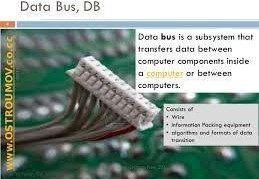 Data Bus, DB
Data bus is a subsystem that
transfers data between
computer components inside
a computer or between
computers.
Consists of
• Wire
• Information Packing equipment
• algorithms and formats of data
transition
www.OSTROUMOV.co.cc